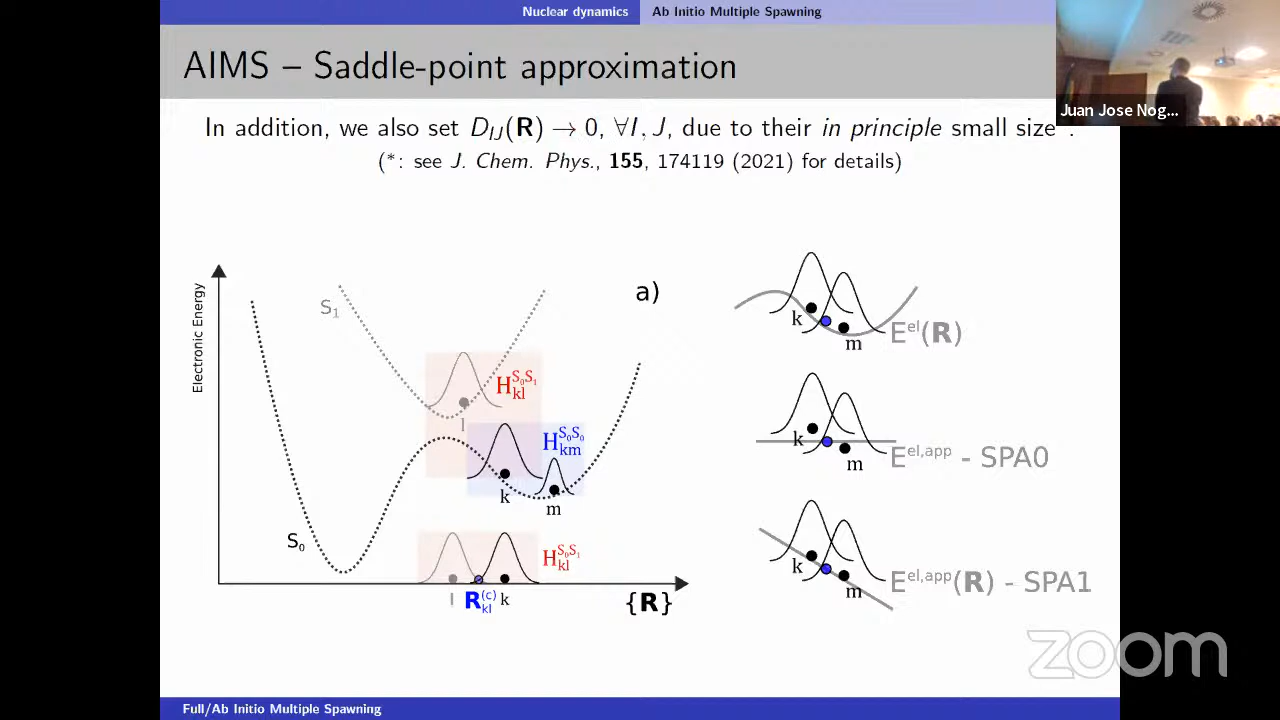 Nuclear dynamics Ab Initio Multiple Spawning
AIMS – Saddle-point approximation
Juan Jose Nog...
In addition, we also set D_IJ(R) → 0, ∀I, J, due to their in principle small size*.
(*: see J. Chem. Phys., 155, 174119 (2021) for details)
Electronic Energy
S₁
S₀
H_kl^S₀S₁
l
H_km^S₀S₀
k
m
H_kl^S₀S₁
l R_kl^(c) k
{R}
a)
k
m
E^el(R)
k
m
E^el,app - SPA0
k
m
E^el,app(R) - SPA1
zoom
Full/Ab Initio Multiple Spawning